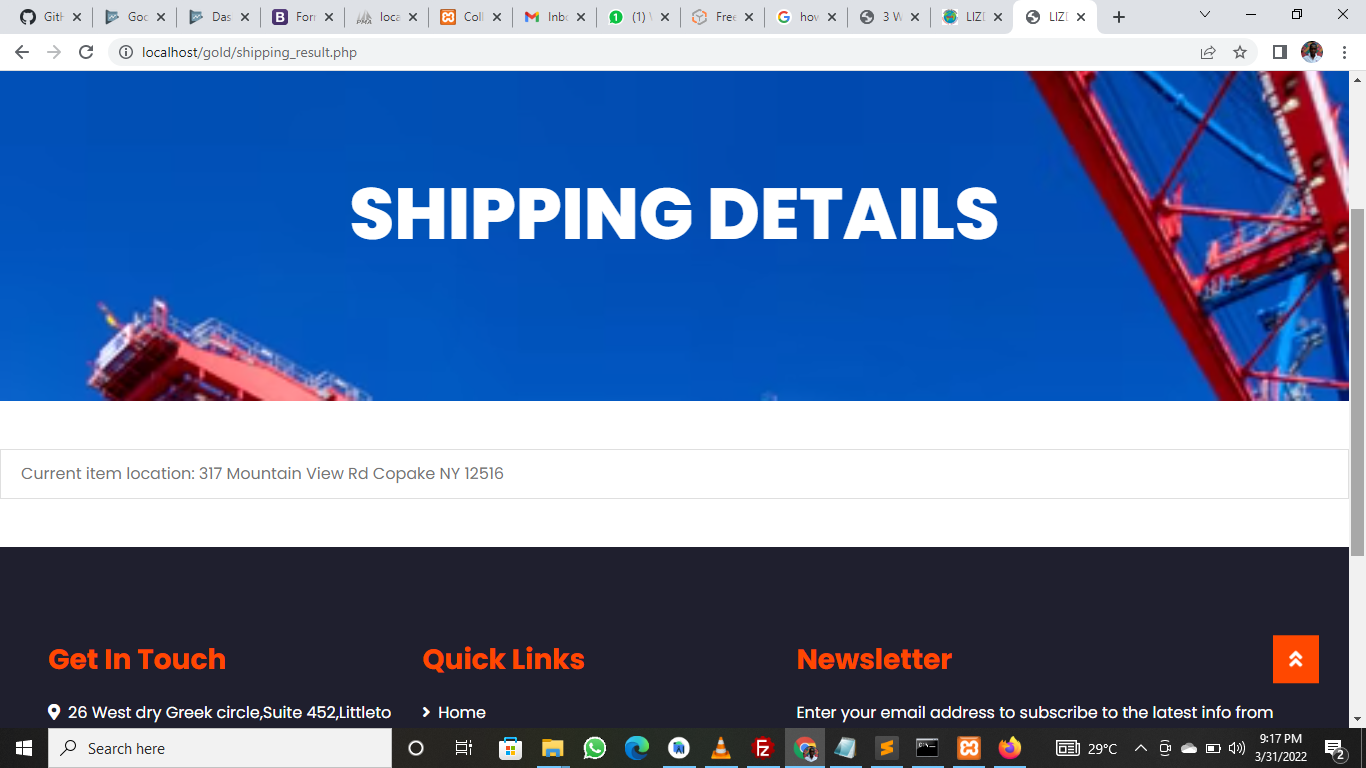 Gith
Goo
Das
Forr
loca
Coll
Inbo
(1)
Free
how
3 W
LIZI
LIZI
localhost/gold/shipping_result.php
SHIPPING DETAILS
Current item location: 317 Mountain View Rd Copake NY 12516
Get In Touch
Quick Links
Newsletter
26 West dry Greek circle,Suite 452,Littleto
Home
Enter your email address to subscribe to the latest info from
Search here
29°C
9:17 PM
3/31/2022
2